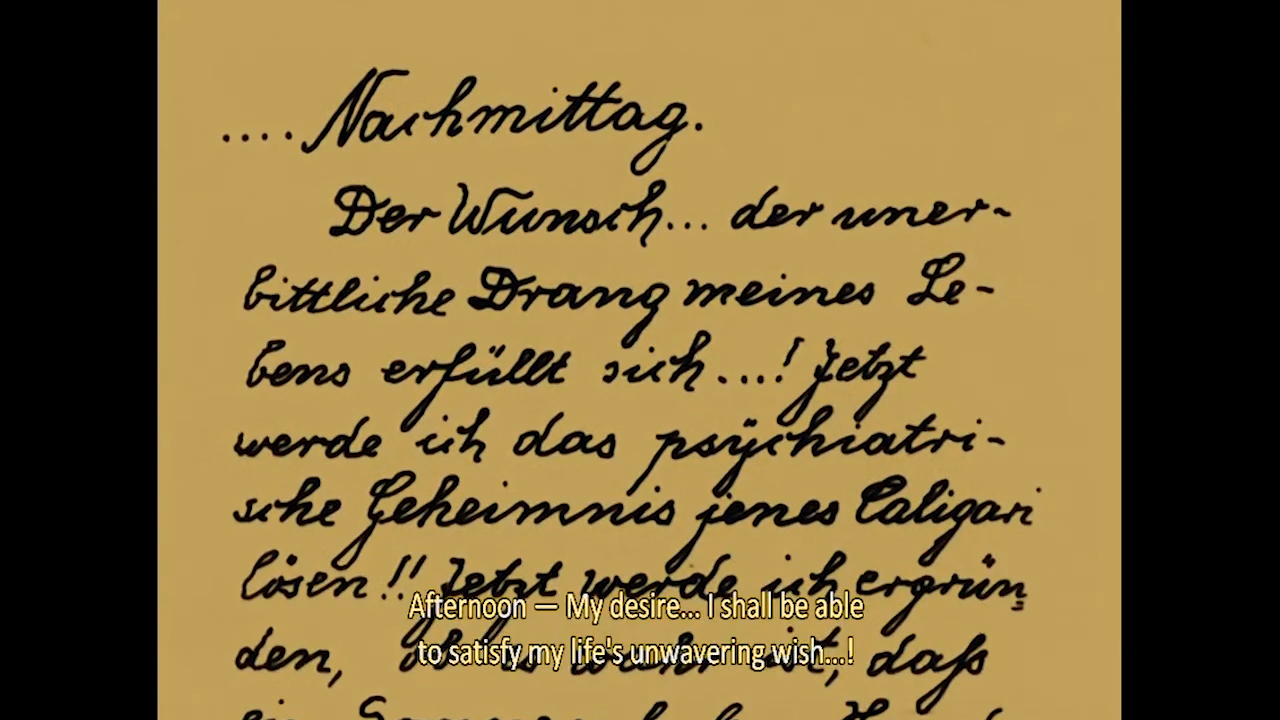 .... Nachmittag.
Der Wunsch... der uner-
bittliche Drang meines Le-
bens erfüllt sich...! Jetzt
werde ich das psÿchiatri-
sche Geheimnis jenes Caligari
lösen!! Jetzt werde ich ergrün=
Afternoon — My desire... I shall be able
den, ist, daß
to satisfy my life's unwavering wish...!